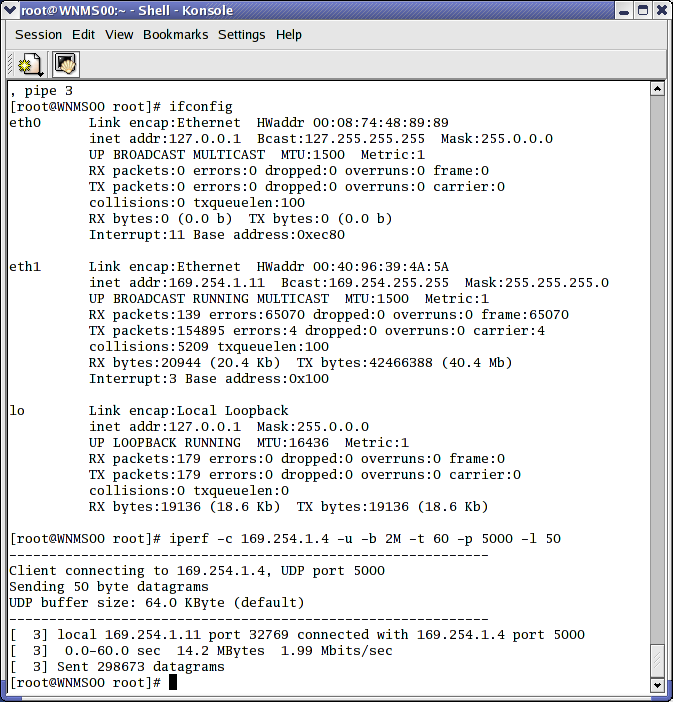 root@WNMS00:~ - Shell - Konsole
Session Edit View Bookmarks Settings Help
, pipe 3
[root@WNMS00 root]# ifconfig
eth0      Link encap:Ethernet  HWaddr 00:08:74:48:89:89
          inet addr:127.0.0.1  Bcast:127.255.255.255  Mask:255.0.0.0
          UP BROADCAST MULTICAST  MTU:1500  Metric:1
          RX packets:0 errors:0 dropped:0 overruns:0 frame:0
          TX packets:0 errors:0 dropped:0 overruns:0 carrier:0
          collisions:0 txqueuelen:100
          RX bytes:0 (0.0 b)  TX bytes:0 (0.0 b)
          Interrupt:11 Base address:0xec80
eth1      Link encap:Ethernet  HWaddr 00:40:96:39:4A:5A
          inet addr:169.254.1.11  Bcast:169.254.255.255  Mask:255.255.255.0
          UP BROADCAST RUNNING MULTICAST  MTU:1500  Metric:1
          RX packets:139 errors:65070 dropped:0 overruns:0 frame:65070
          TX packets:154895 errors:4 dropped:0 overruns:0 carrier:4
          collisions:5209 txqueuelen:100
          RX bytes:20944 (20.4 Kb)  TX bytes:42466388 (40.4 Mb)
          Interrupt:3 Base address:0x100
lo        Link encap:Local Loopback
          inet addr:127.0.0.1  Mask:255.0.0.0
          UP LOOPBACK RUNNING  MTU:16436  Metric:1
          RX packets:179 errors:0 dropped:0 overruns:0 frame:0
          TX packets:179 errors:0 dropped:0 overruns:0 carrier:0
          collisions:0 txqueuelen:0
          RX bytes:19136 (18.6 Kb)  TX bytes:19136 (18.6 Kb)
[root@WNMS00 root]# iperf -c 169.254.1.4 -u -b 2M -t 60 -p 5000 -l 50
------------------------------------------------------------
Client connecting to 169.254.1.4, UDP port 5000
Sending 50 byte datagrams
UDP buffer size: 64.0 KByte (default)
------------------------------------------------------------
[  3] local 169.254.1.11 port 32769 connected with 169.254.1.4 port 5000
[  3]  0.0-60.0 sec  14.2 MBytes  1.99 Mbits/sec
[  3] Sent 298673 datagrams
[root@WNMS00 root]#